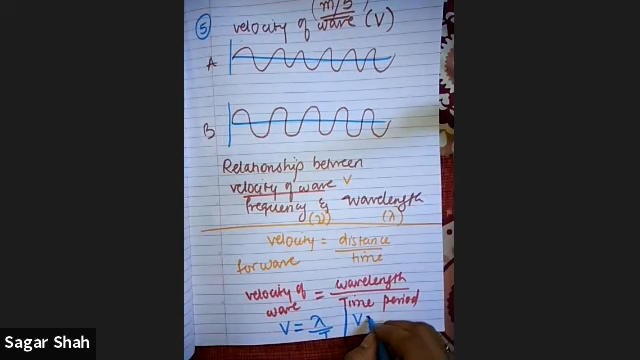 (m/s)
⑤ velocity of wave (V)
A
B
Relationship between
velocity of wave V
frequency & wavelength
(ν) (λ)
velocity = distance
for wave time
velocity of wave = wavelength
Time period
V = λ/T | V
Sagar Shah